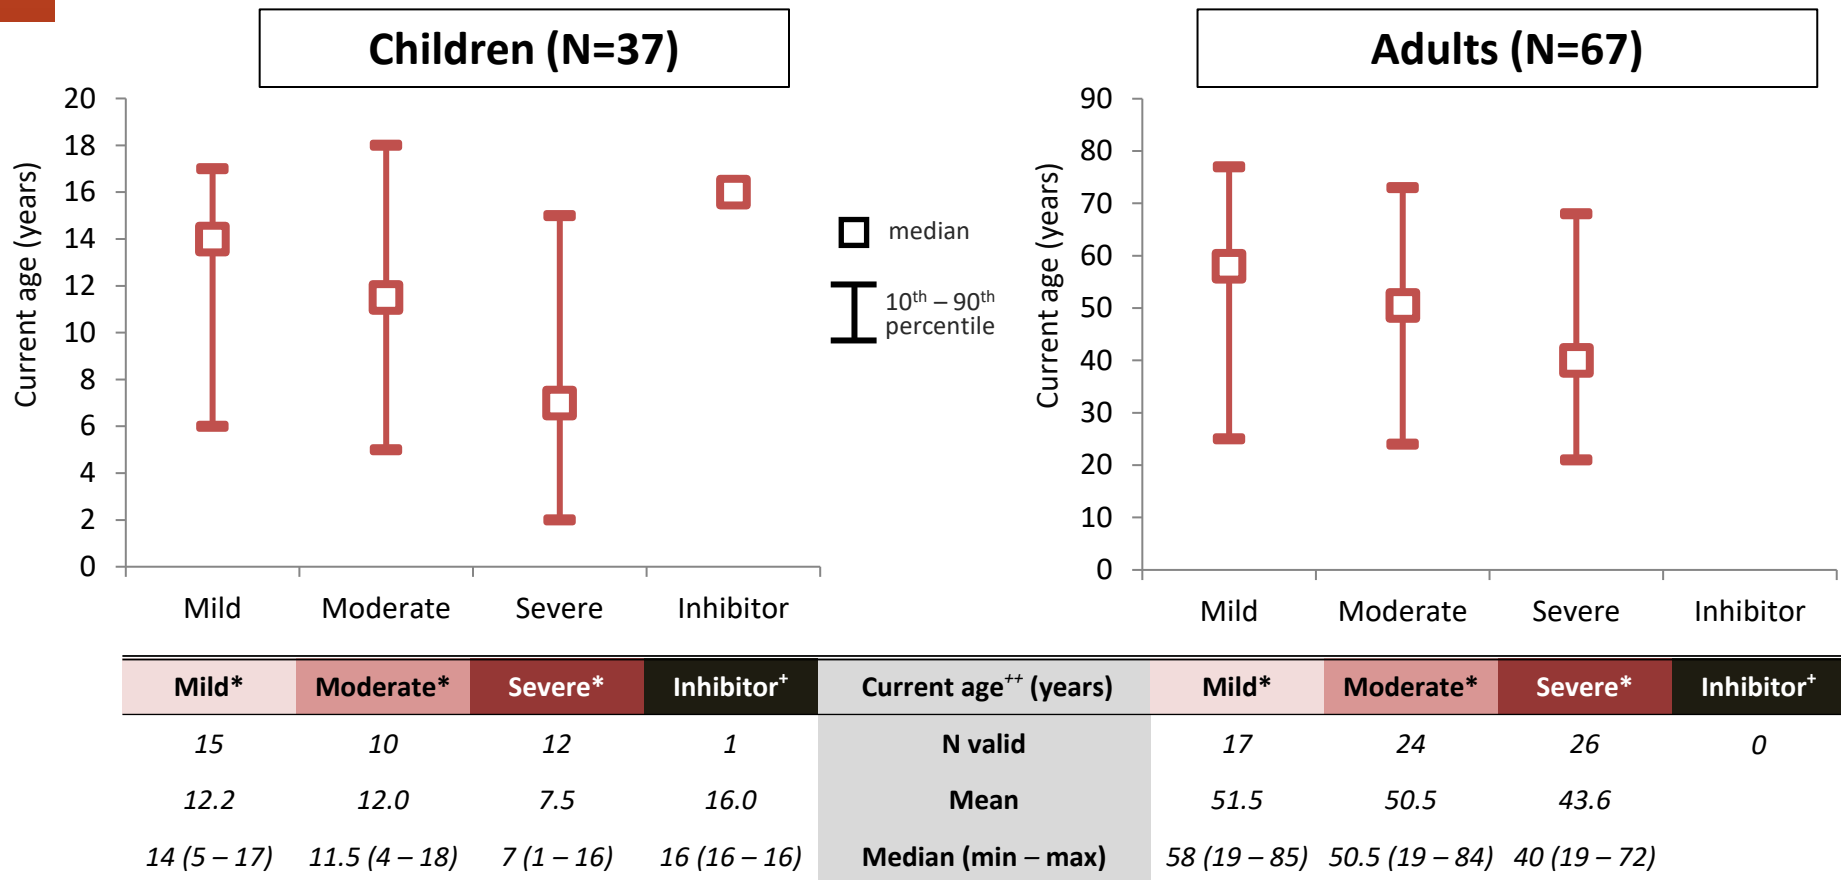 Children (N=37)
Adults (N=67)
Current age (years)
20
18
16
14
12
10
8
6
4
2
0
Mild Moderate Severe Inhibitor
median
10th – 90th
percentile
Current age (years)
90
80
70
60
50
40
30
20
10
0
Mild Moderate Severe Inhibitor
Mild* Moderate* Severe* Inhibitor+ Current age++ (years) Mild* Moderate* Severe* Inhibitor+
15 10 12 1 N valid 17 24 26 0
12.2 12.0 7.5 16.0 Mean 51.5 50.5 43.6
14 (5 – 17) 11.5 (4 – 18) 7 (1 – 16) 16 (16 – 16) Median (min – max) 58 (19 – 85) 50.5 (19 – 84) 40 (19 – 72)